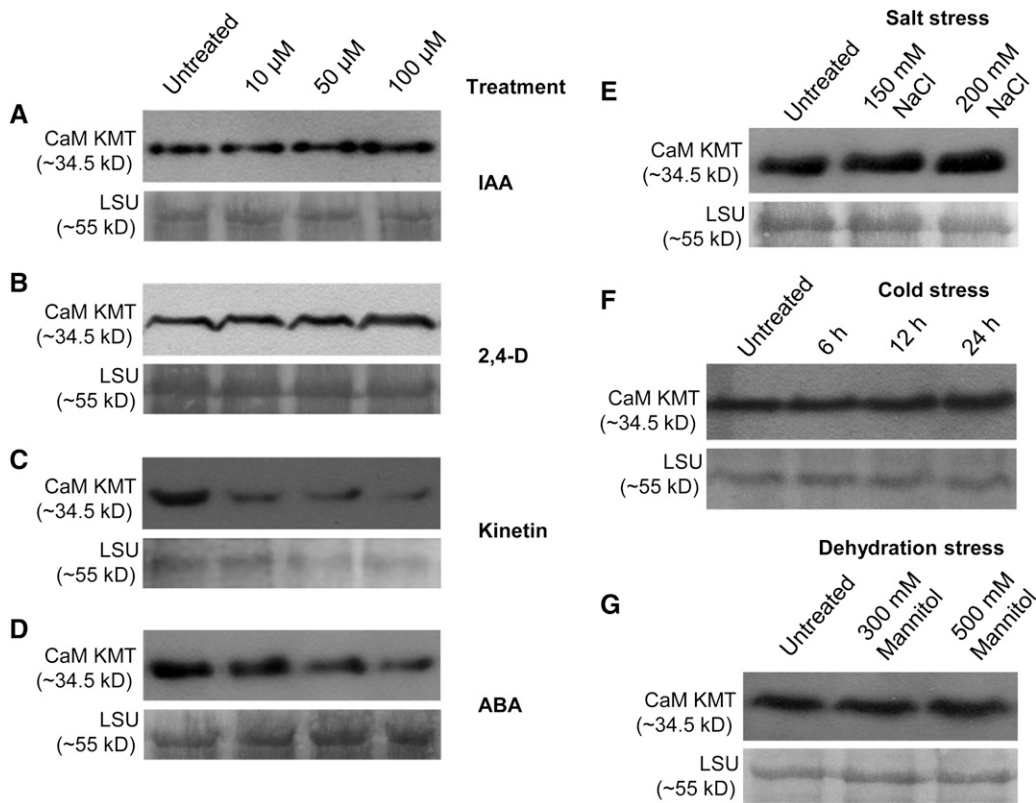 Untreated
10 µM
50 µM
100 µM
Treatment
A
CaM KMT
(~34.5 kD)
LSU
(~55 kD)
IAA
B
CaM KMT
(~34.5 kD)
LSU
(~55 kD)
2,4-D
C
CaM KMT
(~34.5 kD)
LSU
(~55 kD)
Kinetin
D
CaM KMT
(~34.5 kD)
LSU
(~55 kD)
ABA
Salt stress
E
Untreated
150 mM
NaCl
200 mM
NaCl
CaM KMT
(~34.5 kD)
LSU
(~55 kD)
F
Cold stress
Untreated
6 h
12 h
24 h
CaM KMT
(~34.5 kD)
LSU
(~55 kD)
Dehydration stress
G
Untreated
300 mM
Mannitol
500 mM
Mannitol
CaM KMT
(~34.5 kD)
LSU
(~55 kD)